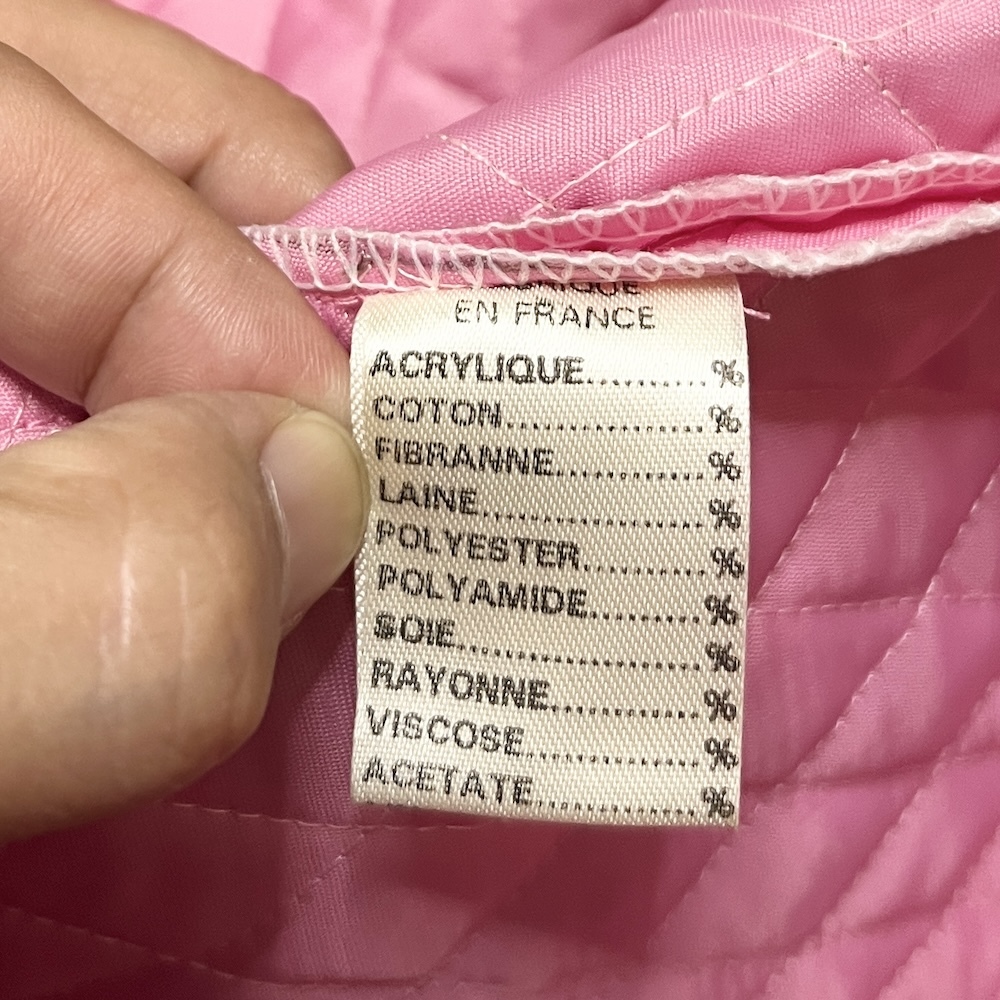 EN FRANCE
ACRYLIQUE..........%
COTON.................%
FIBRANNE............%
LAINE...................%
POLYESTER..........%
POLYAMIDE.........%
SOIE.....................%
RAYONNE............%
VISCOSE..............%
ACETATE..............%